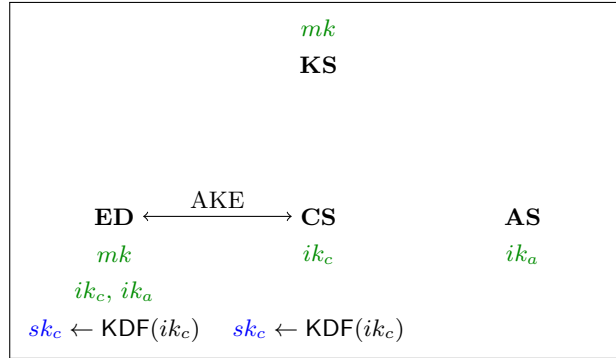 mk
KS
AKE
ED CS AS
mk ik_c ik_a
ik_c, ik_a
sk_c ← KDF(ik_c) sk_c ← KDF(ik_c)